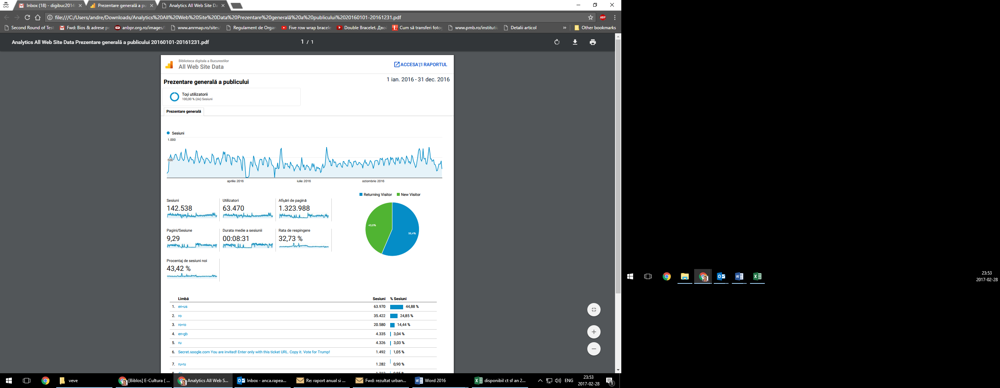 Inbox (18) - digibuc2014
Prezentare generală a pu
Analytics All Web Site Da
file:///C:/Users/andre/Downloads/Analytics%20All%20Web%20Site%20Data%20Prezentare%20generală%20a%20publicului%2020160101-20161231.pdf
ABP
Second Round of Test
Fwd: Bios & adrese pe
anbpr.org.ro/images/
www.anrmap.ro/sites/
Regulament de Organ
Five row wrap bracele
Double Bracelet. Двой
Cum să transferi fotog
www.pmb.ro/instituti
Detalii articol
»
Other bookmarks
Analytics All Web Site Data Prezentare generală a publicului 20160101-20161231.pdf
1 / 1
Biblioteca digitala a Bucurestilor
All Web Site Data
ACCESAȚI RAPORTUL
Prezentare generală a publicului
1 ian. 2016 - 31 dec. 2016
Toți utilizatorii
100,00 % (de) Sesiuni
Prezentare generală
Sesiuni
1.000
500
aprilie 2016
iulie 2016
octombrie 2016
Returning Visitor
New Visitor
Sesiuni
142.538
Utilizatori
63.470
Afișări de pagină
1.323.988
43,6%
56,4%
Pagini/Sesiune
9,29
Durata medie a sesiunii
00:08:31
Rata de respingere
32,73 %
Procentaj de sesiuni noi
43,42 %
Limbă Sesiuni % Sesiuni
1. en-us 63.970 44,88 %
2. ro 35.422 24,85 %
3. ro-ro 20.580 14,44 %
4. en-gb 4.335 3,04 %
5. ru 4.326 3,03 %
6. Secret.ɢoogle.com You are invited! Enter only with this ticket URL. Copy it. Vote for Trump! 1.492 1,05 %
7. ru-ru 1.282 0,90 %
23:53
2017-02-28
veve
[Biblos] E-Cultura ( ...
Analytics All Web S...
Inbox - anca.rapea...
Re: raport anual si ...
Fwd: rezultat urban...
Word 2016
disponibil ct sf an 2...
ENG
23:53
2017-02-28
1